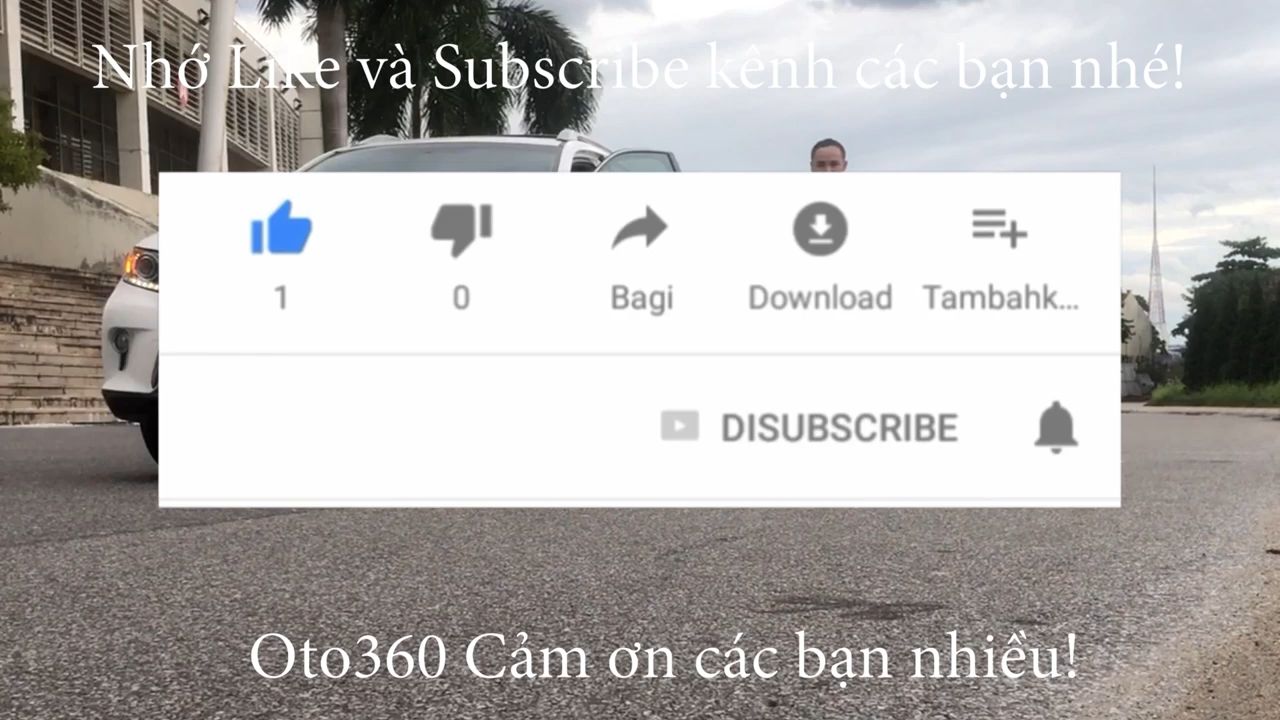 Nhớ Like và Subscribe kênh các bạn nhé!
1 0 Bagi Download Tambahk...
DISUBSCRIBE
Oto360 Cảm ơn các bạn nhiều!